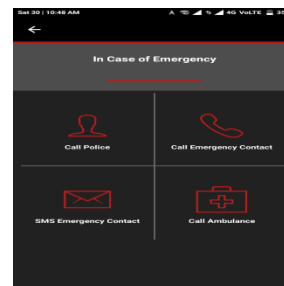 Sat 30 | 10:48 AM 4G VoLTE 35
In Case of Emergency
Call Police
Call Emergency Contact
SMS Emergency Contact
Call Ambulance